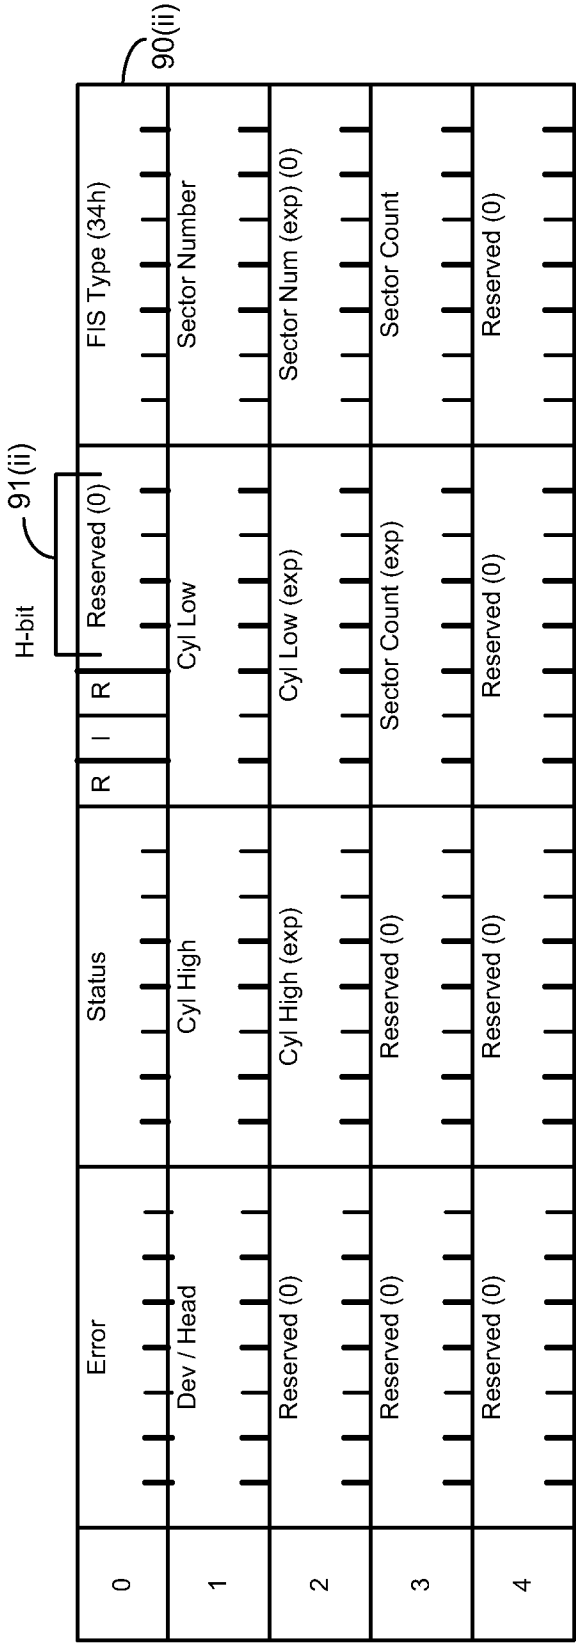 H-bit
91(ii)
90(ii)
0
Error
Status
R
I
R
Reserved (0)
FIS Type (34h)
1
Dev / Head
Cyl High
Cyl Low
Sector Number
2
Reserved (0)
Cyl High (exp)
Cyl Low (exp)
Sector Num (exp) (0)
3
Reserved (0)
Reserved (0)
Sector Count (exp)
Sector Count
4
Reserved (0)
Reserved (0)
Reserved (0)
Reserved (0)